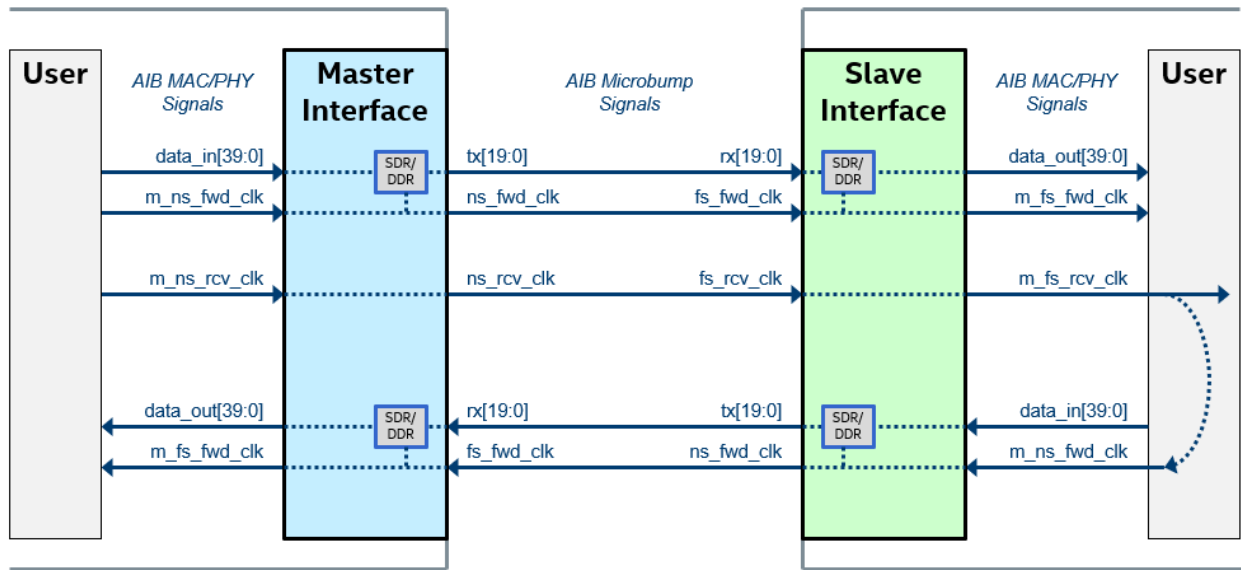 User
AIB MAC/PHY
Signals
Master
Interface
AIB Microbump
Signals
Slave
Interface
AIB MAC/PHY
Signals
User
data_in[39:0]
SDR/
DDR
tx[19:0]
rx[19:0]
SDR/
DDR
data_out[39:0]
m_ns_fwd_clk
ns_fwd_clk
fs_fwd_clk
m_fs_fwd_clk
m_ns_rcv_clk
ns_rcv_clk
fs_rcv_clk
m_fs_rcv_clk
data_out[39:0]
SDR/
DDR
rx[19:0]
tx[19:0]
SDR/
DDR
data_in[39:0]
m_fs_fwd_clk
fs_fwd_clk
ns_fwd_clk
m_ns_fwd_clk